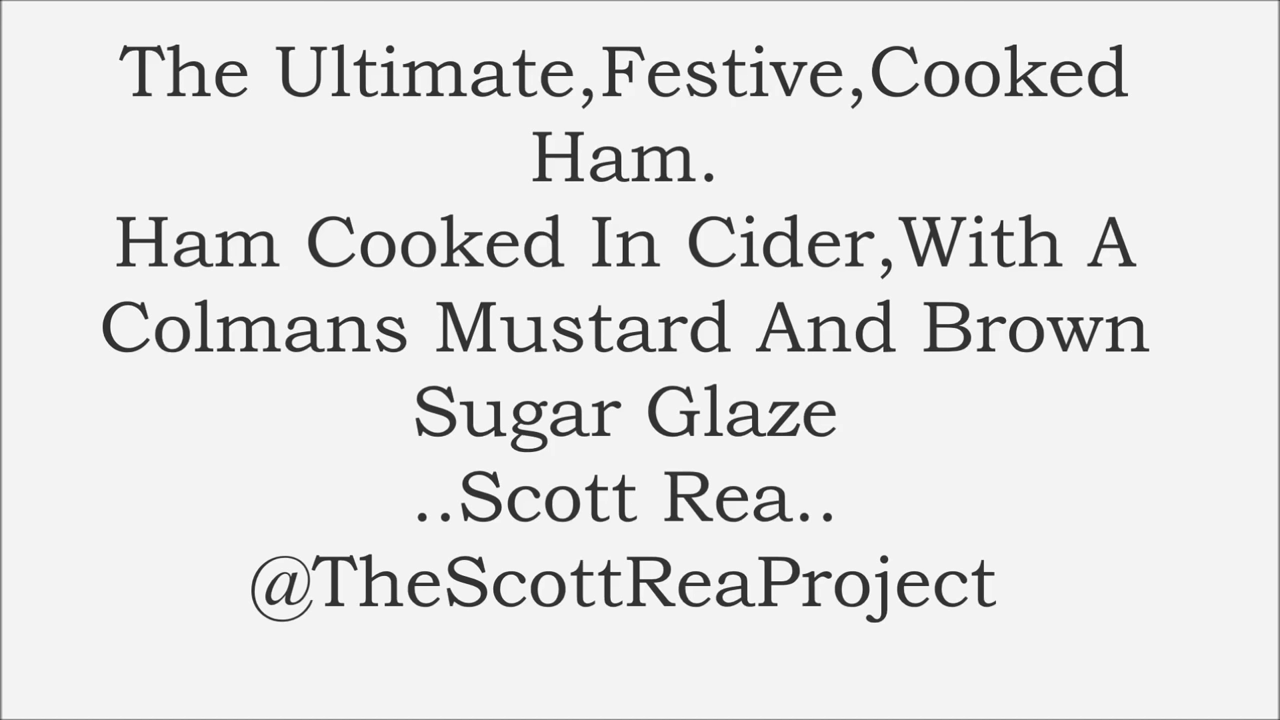 The Ultimate,Festive,Cooked
Ham.
Ham Cooked In Cider,With A
Colmans Mustard And Brown
Sugar Glaze
..Scott Rea..
@TheScottReaProject